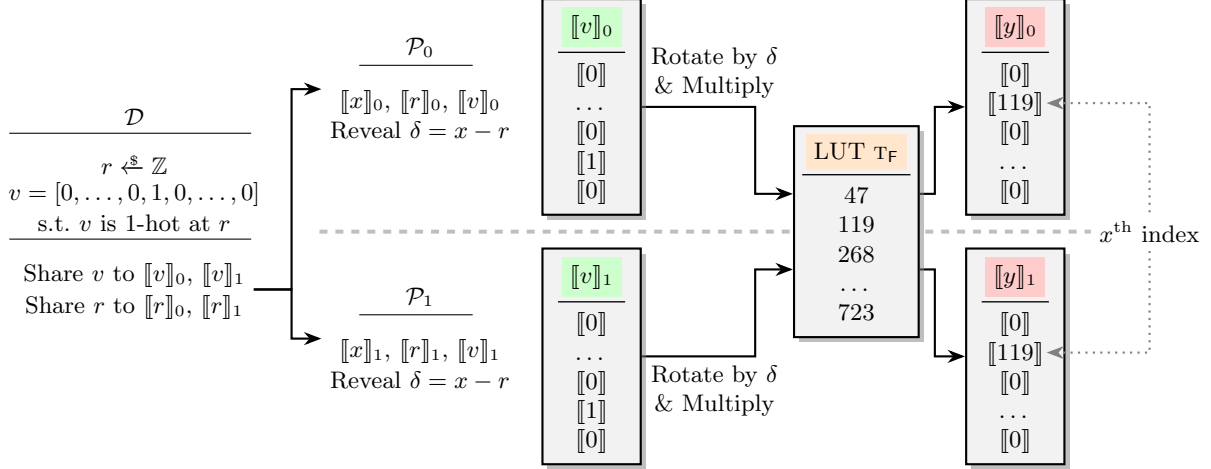 𝒟
r ←$ ℤ
v = [0, . . . , 0, 1, 0, . . . , 0]
s.t. v is 1-hot at r
Share v to ⟦v⟧₀, ⟦v⟧₁
Share r to ⟦r⟧₀, ⟦r⟧₁
𝒫₀
⟦x⟧₀, ⟦r⟧₀, ⟦v⟧₀
Reveal δ = x − r
𝒫₁
⟦x⟧₁, ⟦r⟧₁, ⟦v⟧₁
Reveal δ = x − r
⟦v⟧₀
⟦0⟧
. . .
⟦0⟧
⟦1⟧
⟦0⟧
Rotate by δ
& Multiply
⟦v⟧₁
⟦0⟧
. . .
⟦0⟧
⟦1⟧
⟦0⟧
Rotate by δ
& Multiply
LUT T_F
47
119
268
. . .
723
⟦y⟧₀
⟦0⟧
⟦119⟧
⟦0⟧
. . .
⟦0⟧
⟦y⟧₁
⟦0⟧
⟦119⟧
⟦0⟧
. . .
⟦0⟧
xᵗʰ index